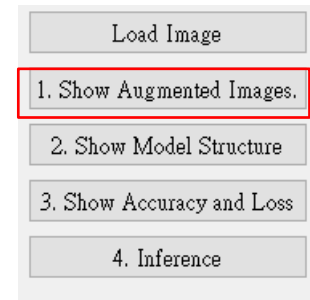 Load Image
1. Show Augmented Images.
2. Show Model Structure
3. Show Accuracy and Loss
4. Inference